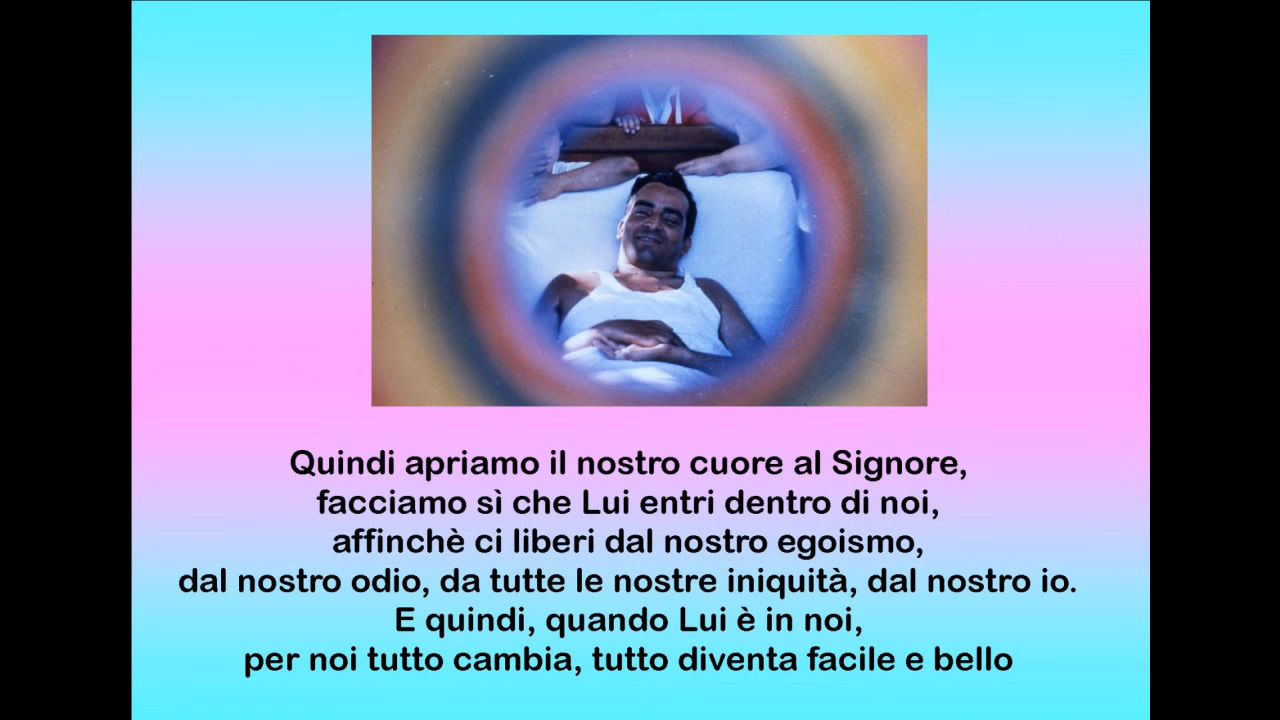 Quindi apriamo il nostro cuore al Signore,
facciamo sì che Lui entri dentro di noi,
affinchè ci liberi dal nostro egoismo,
dal nostro odio, da tutte le nostre iniquità, dal nostro io.
E quindi, quando Lui è in noi,
per noi tutto cambia, tutto diventa facile e bello